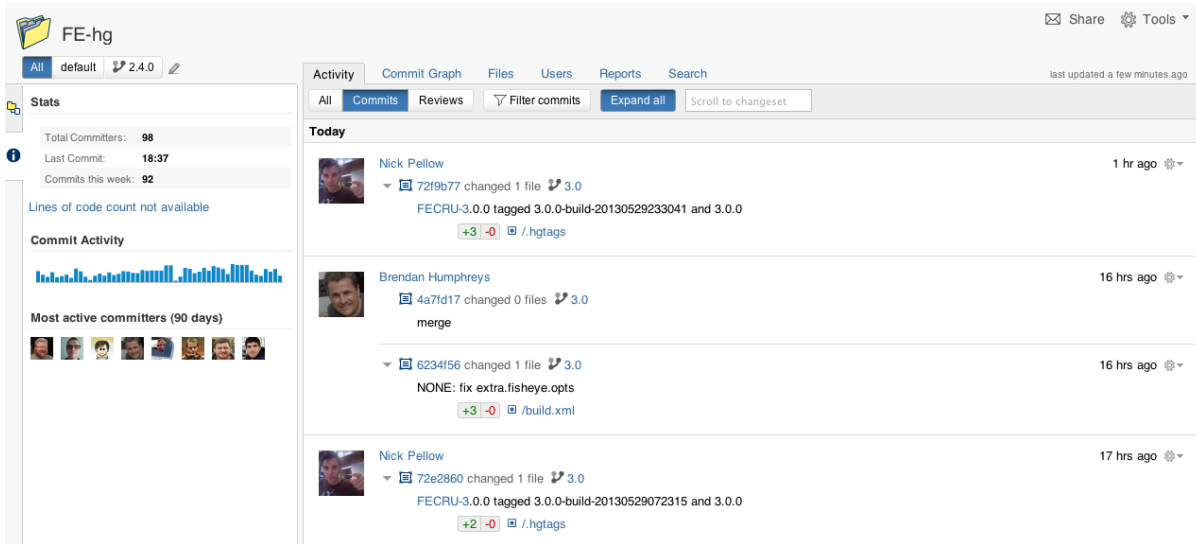 FE-hg
Share Tools
All default 2.4.0
Activity Commit Graph Files Users Reports Search
last updated a few minutes ago
All Commits Reviews Filter commits Expand all Scroll to changeset
Stats
Total Committers: 98
Last Commit: 18:37
Commits this week: 92
Lines of code count not available
Commit Activity
Most active committers (90 days)
Today
Nick Pellow 1 hr ago
72f9b77 changed 1 file 3.0
FECRU-3.0.0 tagged 3.0.0-build-20130529233041 and 3.0.0
+3 -0 /.hgtags
Brendan Humphreys 16 hrs ago
4a7fd17 changed 0 files 3.0
merge
6234f56 changed 1 file 3.0 16 hrs ago
NONE: fix extra.fisheye.opts
+3 -0 /build.xml
Nick Pellow 17 hrs ago
72e2860 changed 1 file 3.0
FECRU-3.0.0 tagged 3.0.0-build-20130529072315 and 3.0.0
+2 -0 /.hgtags